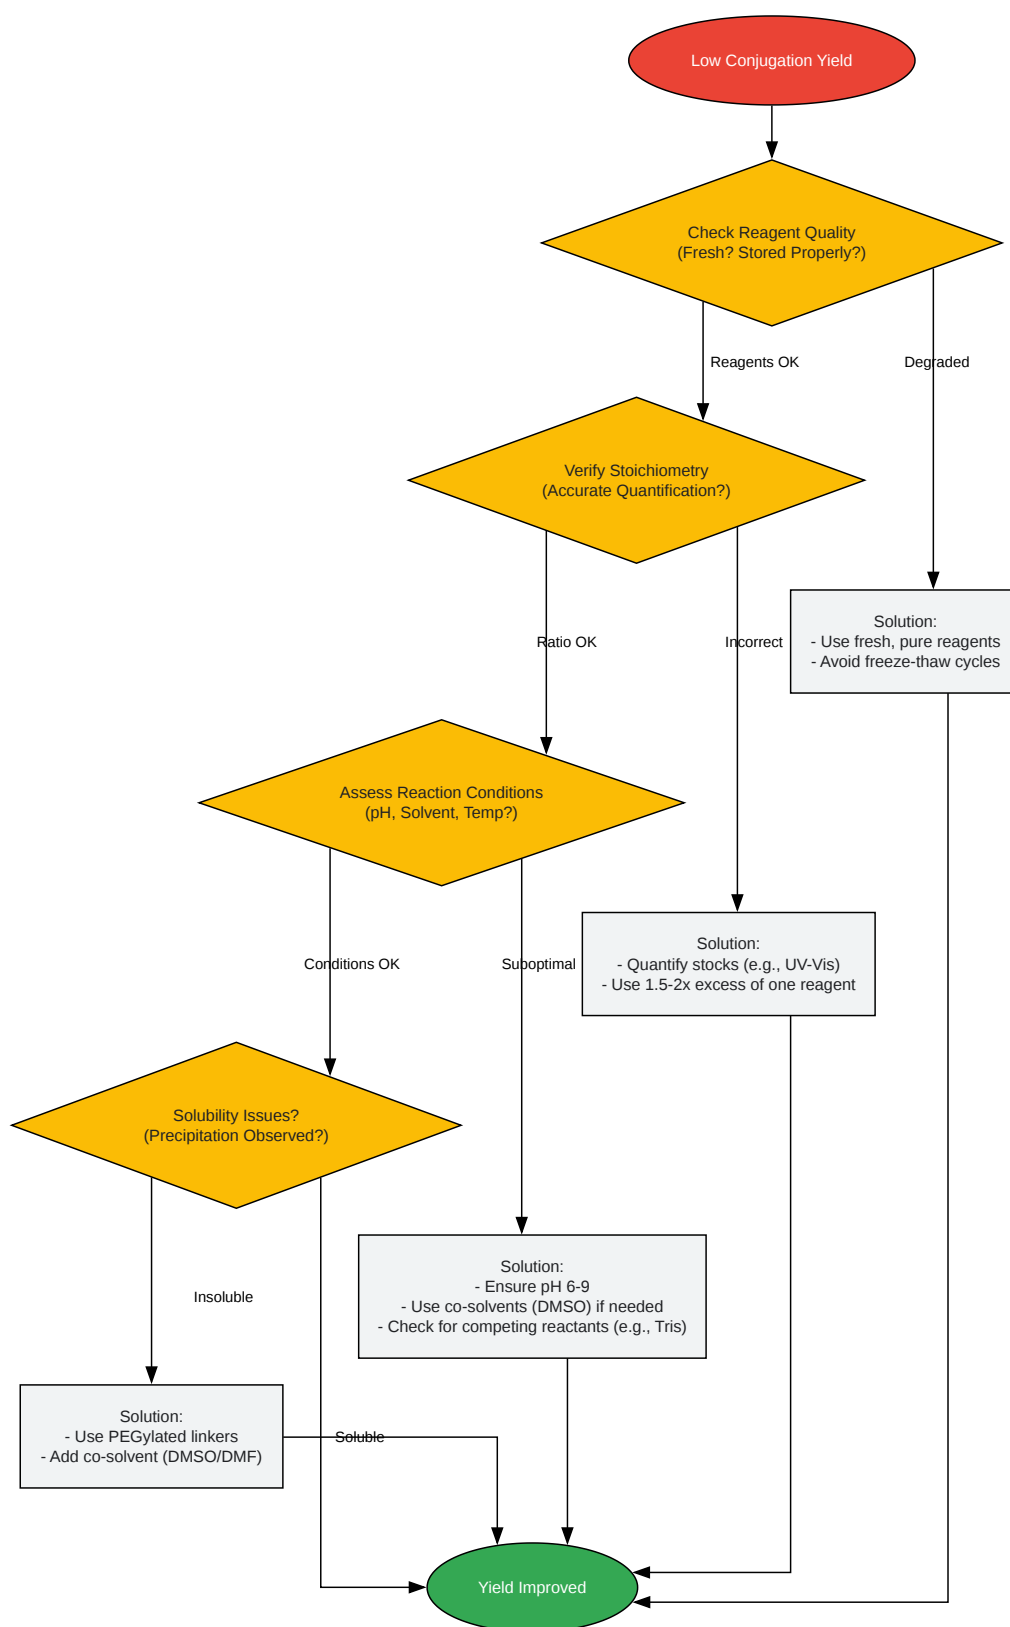 Low Conjugation Yield
Check Reagent Quality
(Fresh? Stored Properly?)
Reagents OK
Degraded
Verify Stoichiometry
(Accurate Quantification?)
Solution:
- Use fresh, pure reagents
- Avoid freeze-thaw cycles
Ratio OK
Incorrect
Assess Reaction Conditions
(pH, Solvent, Temp?)
Solution:
- Quantify stocks (e.g., UV-Vis)
- Use 1.5-2x excess of one reagent
Conditions OK
Suboptimal
Solubility Issues?
(Precipitation Observed?)
Solution:
- Ensure pH 6-9
- Use co-solvents (DMSO) if needed
- Check for competing reactants (e.g., Tris)
Insoluble
Solution:
- Use PEGylated linkers
- Add co-solvent (DMSO/DMF)
Soluble
Yield Improved